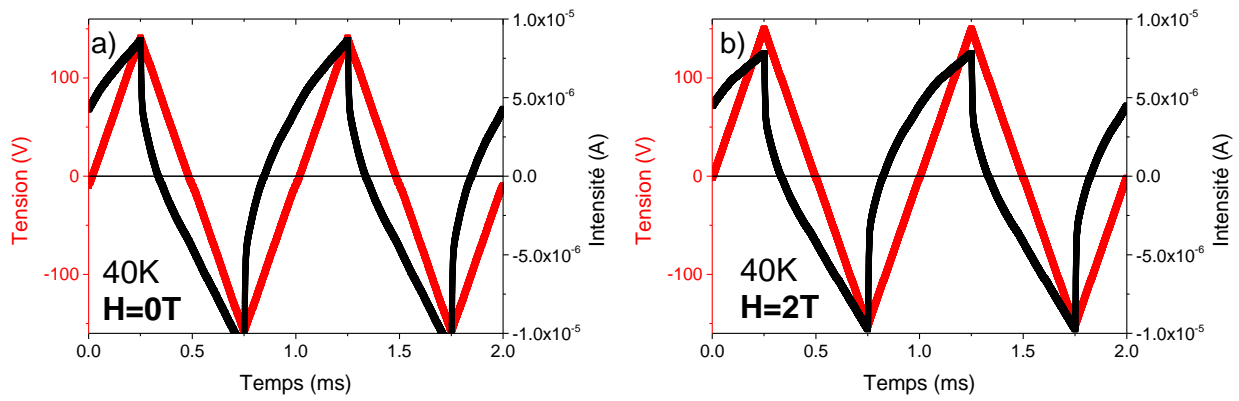 a)
100
0
-100
Tension (V)
1.0x10⁻⁵
5.0x10⁻⁶
0.0
-5.0x10⁻⁶
-1.0x10⁻⁵
Intensité (A)
40K
H=0T
0.0 0.5 1.0 1.5 2.0
Temps (ms)
b)
100
0
-100
Tension (V)
1.0x10⁻⁵
5.0x10⁻⁶
0.0
-5.0x10⁻⁶
-1.0x10⁻⁵
Intensité (A)
40K
H=2T
0.0 0.5 1.0 1.5 2.0
Temps (ms)